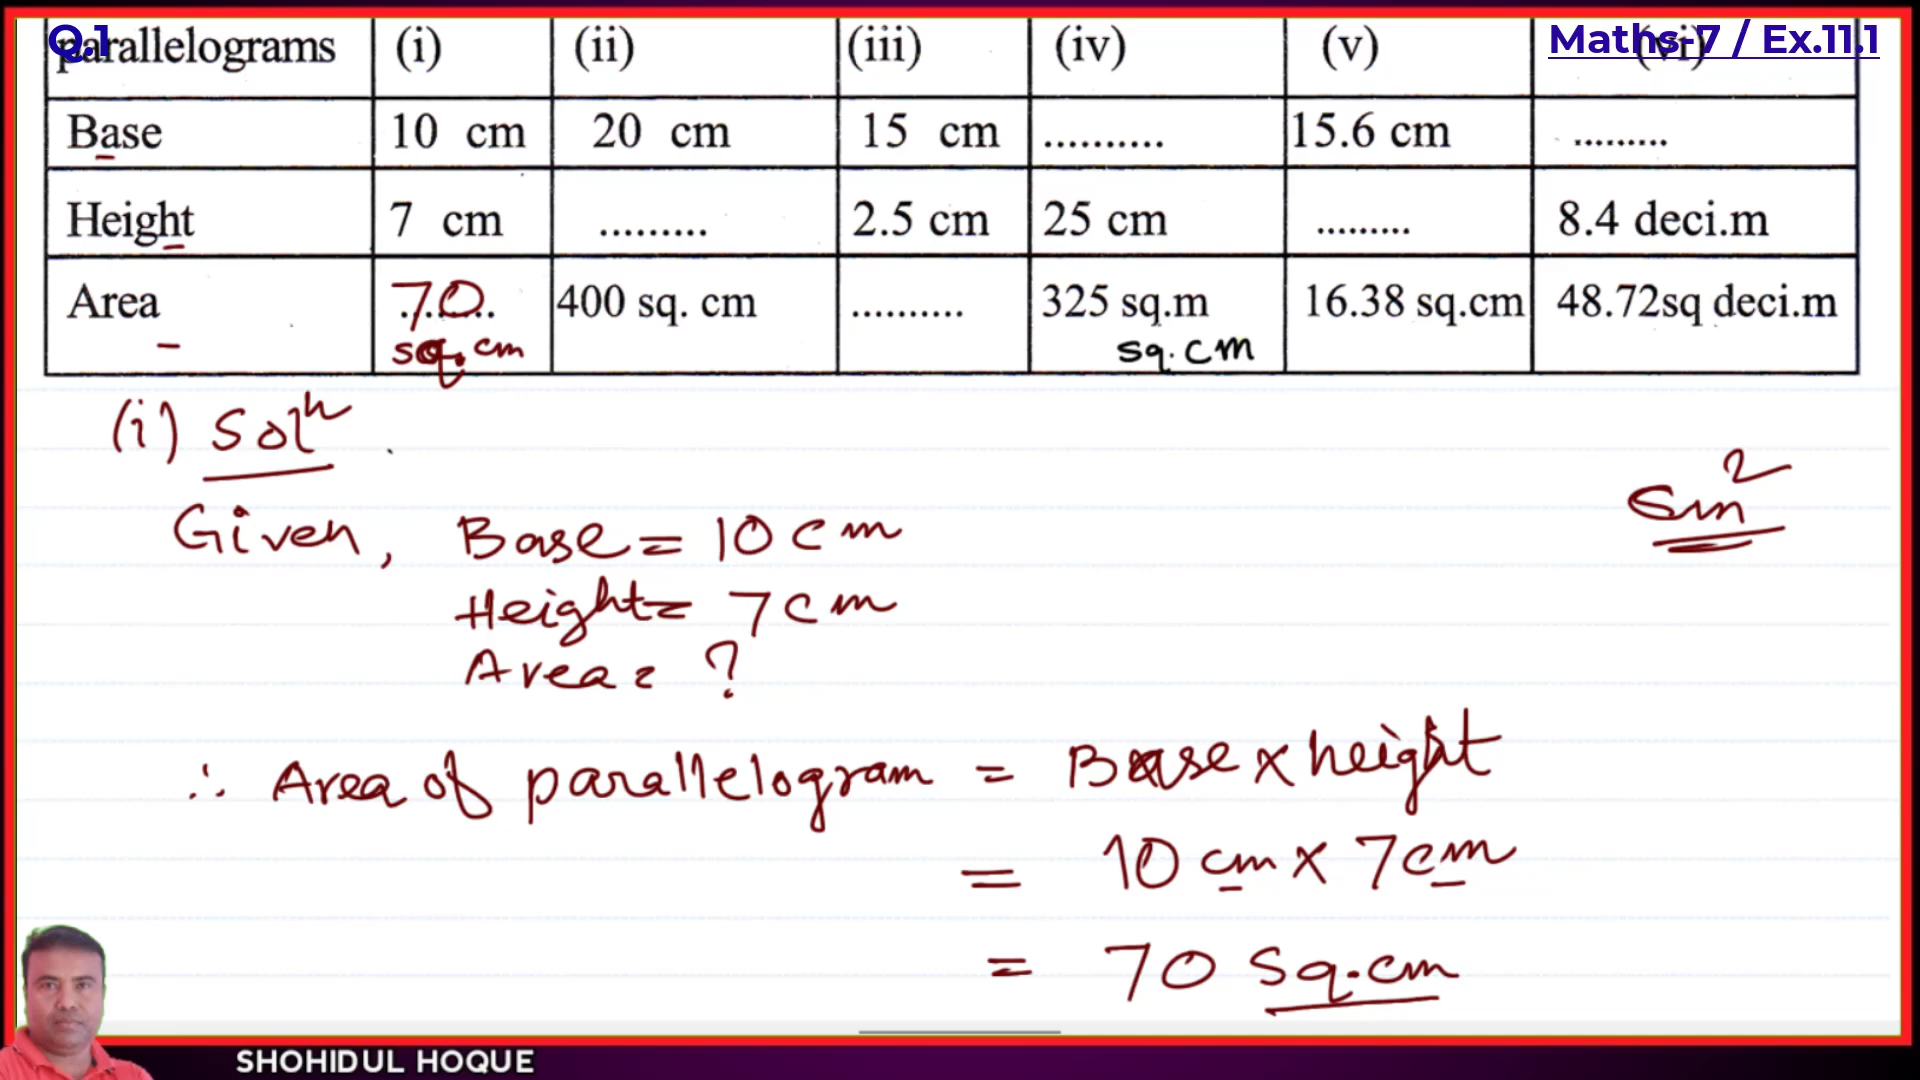 Q.1
Maths-7 / Ex.11.1
parallelograms (i) (ii) (iii) (iv) (v) (vi)
Base 10 cm 20 cm 15 cm .......... 15.6 cm .........
Height 7 cm ......... 2.5 cm 25 cm ......... 8.4 deci.m
Area 70 400 sq. cm .......... 325 sq.m 16.38 sq.cm 48.72sq deci.m
sq.cm sq.cm
(i) Solⁿ
Given, Base = 10 cm
Height = 7 cm
Area = ?
∴ Area of parallelogram = Base × height
= 10 cm × 7 cm
= 70 Sq.cm
SHOHIDUL HOQUE